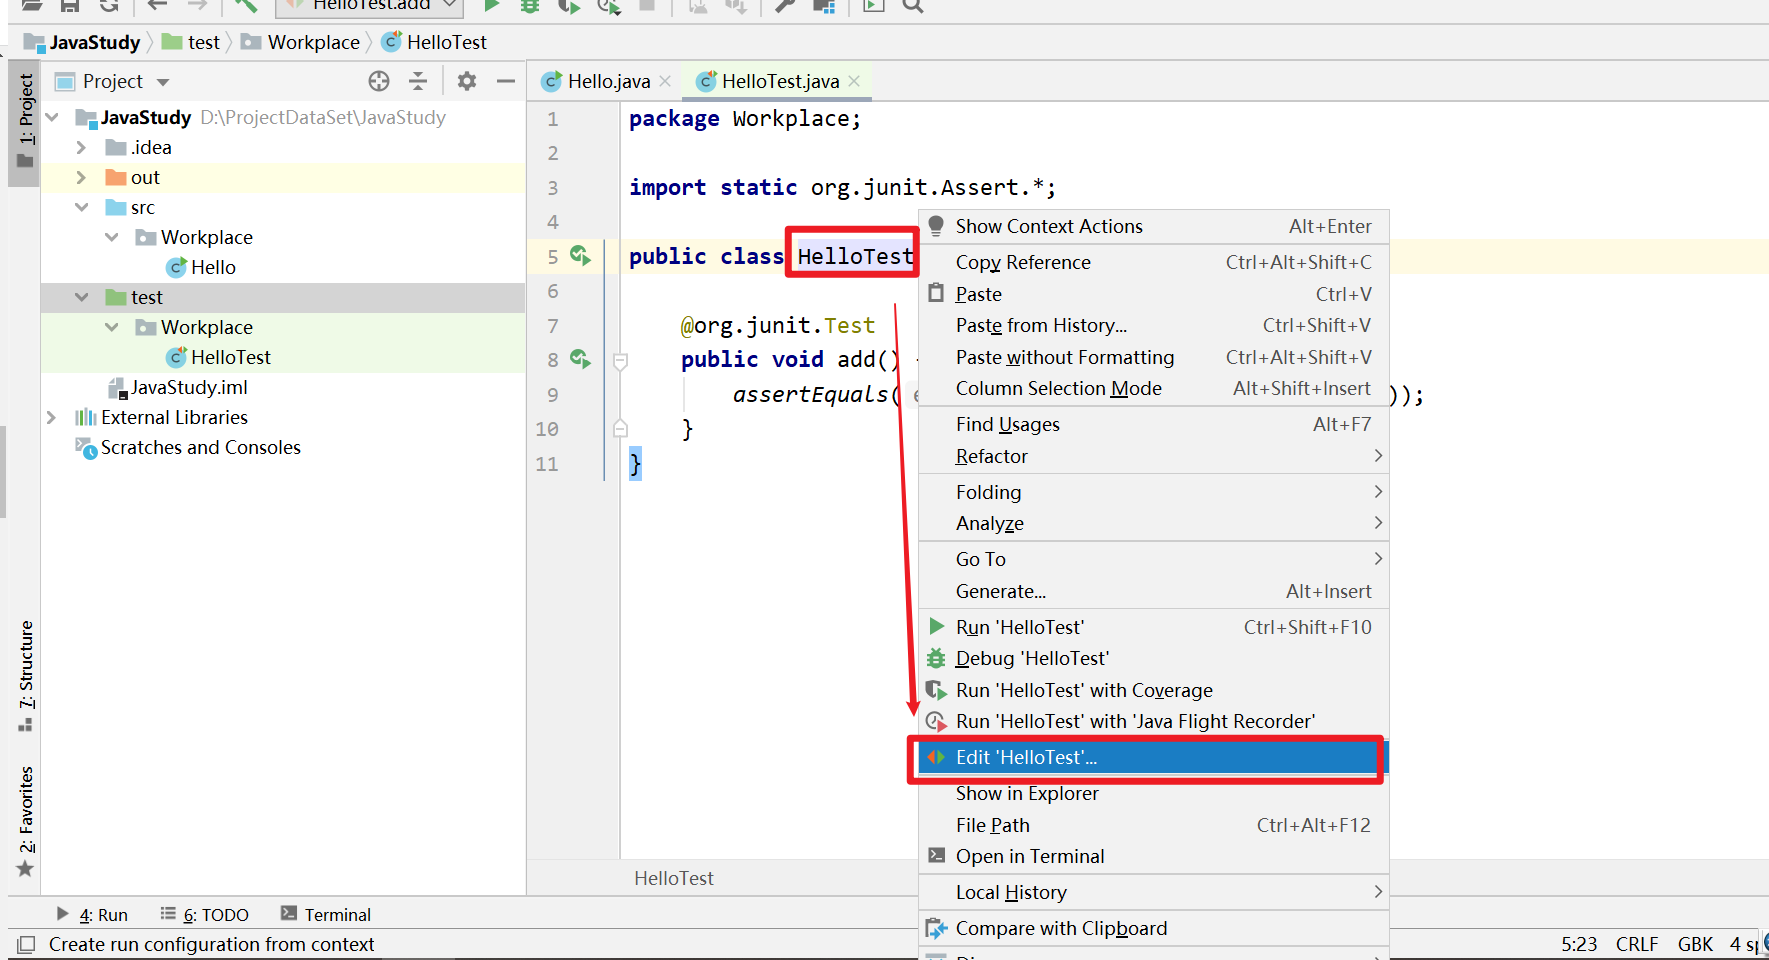 HelloTest.add
JavaStudy test Workplace HelloTest
1: Project
7: Structure
2: Favorites
Project
JavaStudy D:\ProjectDataSet\JavaStudy
.idea
out
src
Workplace
Hello
test
Workplace
HelloTest
JavaStudy.iml
External Libraries
Scratches and Consoles
Hello.java HelloTest.java
1 package Workplace;
2
3 import static org.junit.Assert.*;
4
5 public class HelloTest
6
7 @org.junit.Test
8 public void add()
9 assertEquals( ));
10 }
11 }
Show Context Actions Alt+Enter
Copy Reference Ctrl+Alt+Shift+C
Paste Ctrl+V
Paste from History... Ctrl+Shift+V
Paste without Formatting Ctrl+Alt+Shift+V
Column Selection Mode Alt+Shift+Insert
Find Usages Alt+F7
Refactor
Folding
Analyze
Go To
Generate... Alt+Insert
Run 'HelloTest' Ctrl+Shift+F10
Debug 'HelloTest'
Run 'HelloTest' with Coverage
Run 'HelloTest' with 'Java Flight Recorder'
Edit 'HelloTest'...
Show in Explorer
File Path Ctrl+Alt+F12
Open in Terminal
Local History
Compare with Clipboard
HelloTest
4: Run 6: TODO Terminal
Create run configuration from context
5:23 CRLF GBK 4